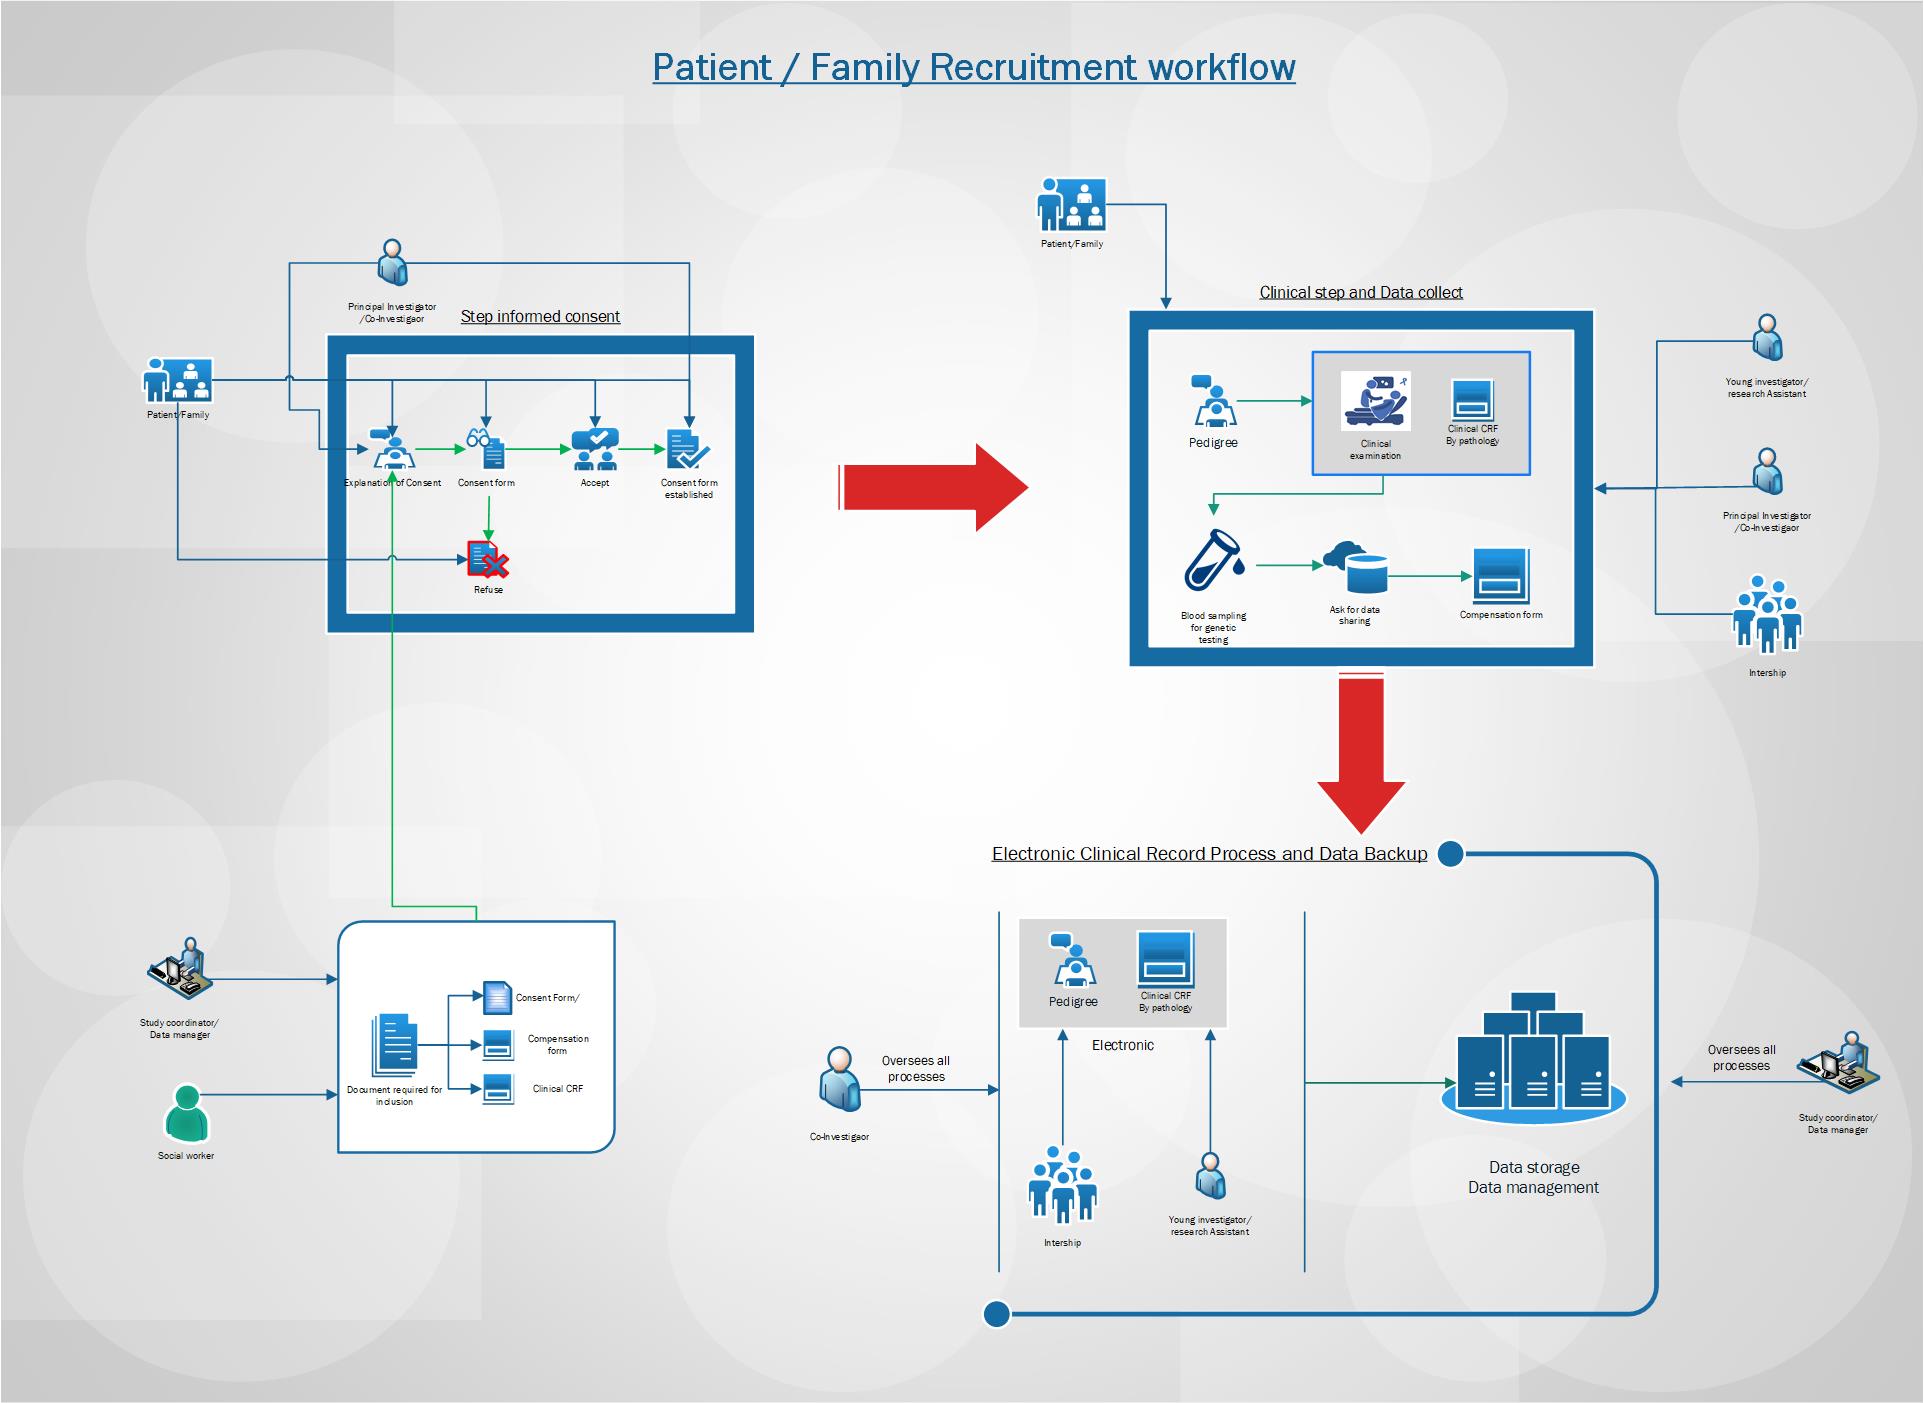 Patient / Family Recruitment workflow
Principal Investigator
/Co-Investigaor
Step informed consent
Patient/Family
Explanation of Consent
Consent form
Accept
Consent form
established
Refuse
Patient/Family
Clinical step and Data collect
Pedigree
Clinical
examination
Clinical CRF
By pathology
Blood sampling
for genetic
testing
Ask for data
sharing
Compensation form
Young investigator/
research Assistant
Principal Investigator
/Co-Investigaor
Intership
Study coordinator/
Data manager
Social worker
Document required for
inclusion
Consent Form/
Compensation
form
Clinical CRF
Electronic Clinical Record Process and Data Backup
Pedigree
Clinical CRF
By pathology
Electronic
Oversees all
processes
Co-Investigaor
Intership
Young investigator/
research Assistant
Data storage
Data management
Oversees all
processes
Study coordinator/
Data manager